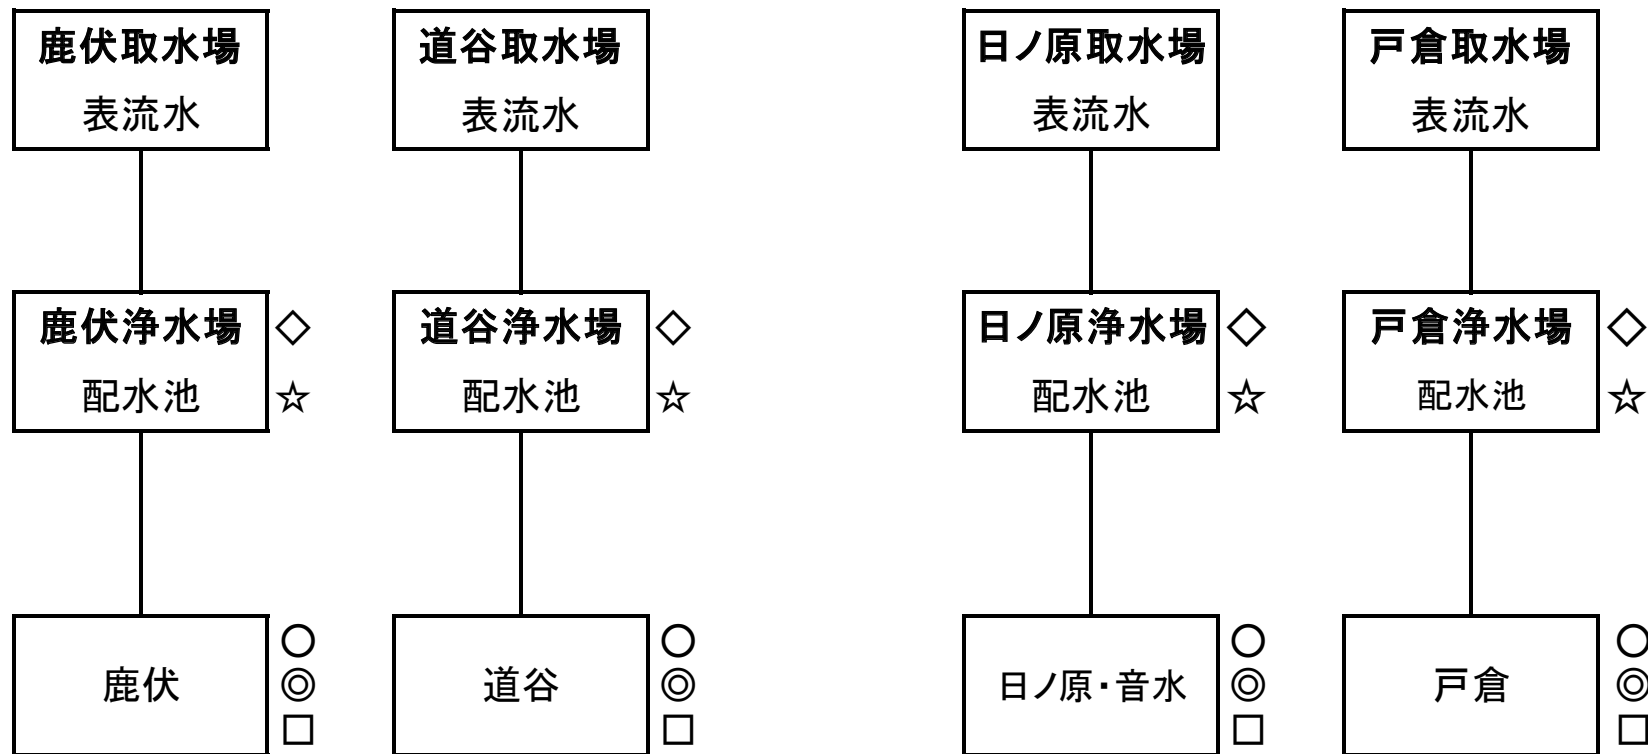 鹿伏取水場
表流水
道谷取水場
表流水
日ノ原取水場
表流水
戸倉取水場
表流水
鹿伏浄水場 ◇
配水池 ☆
道谷浄水場 ◇
配水池 ☆
日ノ原浄水場 ◇
配水池 ☆
戸倉浄水場 ◇
配水池 ☆
鹿伏
○
◎
□
道谷
○
◎
□
日ノ原・音水
○
◎
□
戸倉
○
◎
□